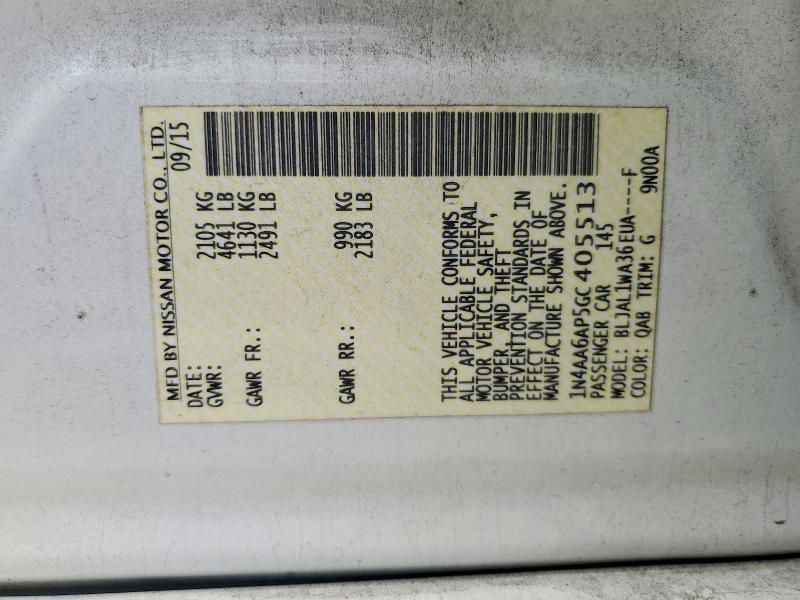 MFD BY NISSAN MOTOR CO., LTD.
DATE: 09/15
GVWR: 2105 KG
4641 LB
GAWR FR.: 1130 KG
2491 LB
GAWR RR.: 990 KG
2183 LB
THIS VEHICLE CONFORMS TO
ALL APPLICABLE FEDERAL
MOTOR VEHICLE SAFETY,
BUMPER, AND THEFT
PREVENTION STANDARDS IN
EFFECT ON THE DATE OF
MANUFACTURE SHOWN ABOVE.
1N4AA6AP5GC405513
PASSENGER CAR 145
MODEL: BLJAL1WA36EUA----F
COLOR: QAB TRIM: G 9N00A